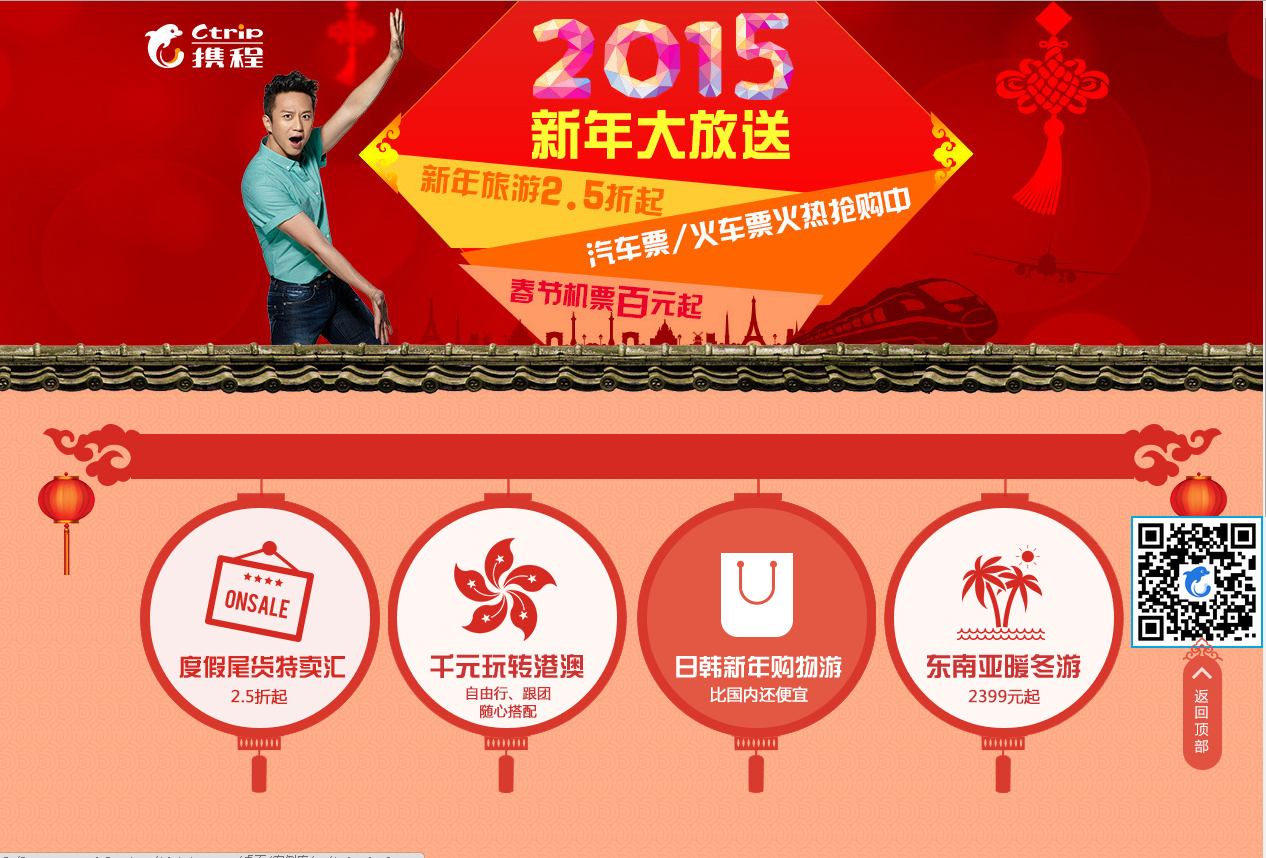 Ctrip
携程
2015
新年大放送
新年旅游2.5折起
汽车票/火车票火热抢购中
春节机票百元起
ONSALE
度假尾货特卖汇
2.5折起
千元玩转港澳
自由行、跟团
随心搭配
日韩新年购物游
比国内还便宜
东南亚暖冬游
2399元起
返回顶部